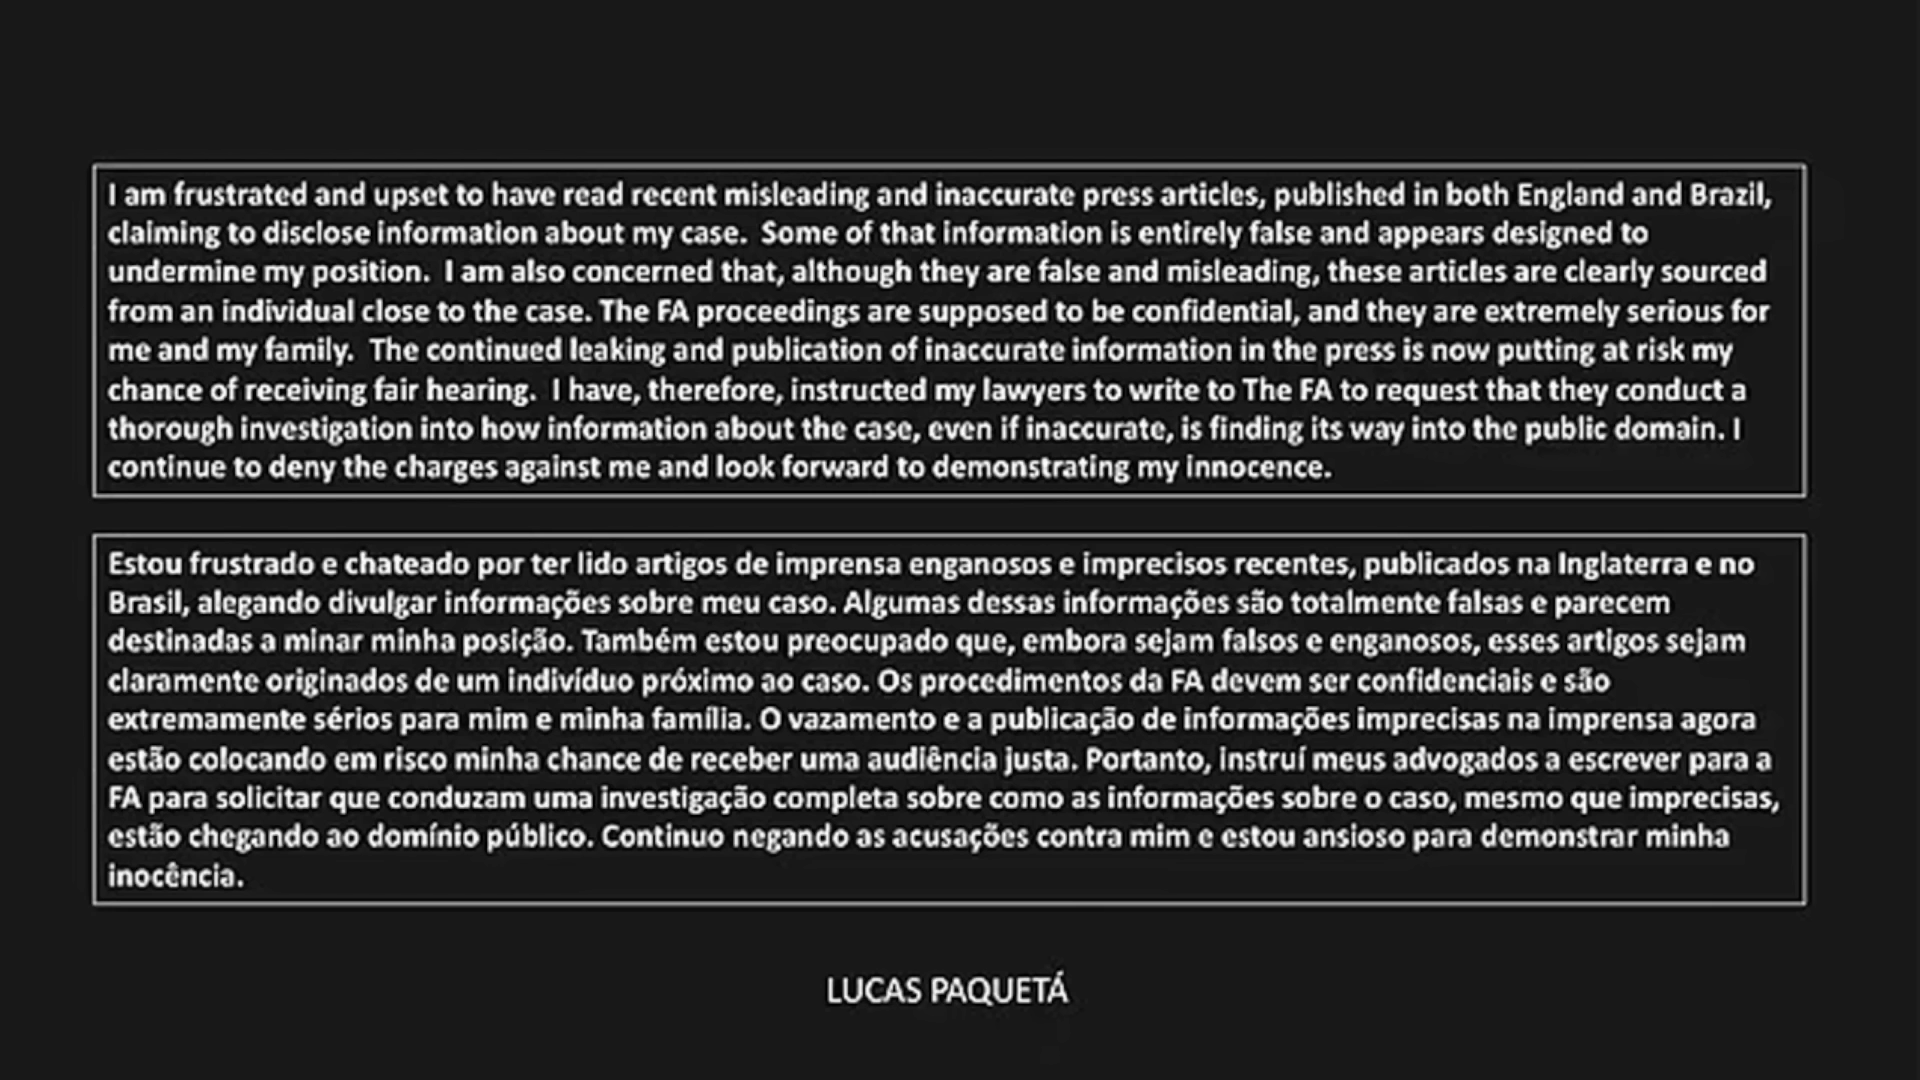 I am frustrated and upset to have read recent misleading and inaccurate press articles, published in both England and Brazil,
claiming to disclose information about my case.  Some of that information is entirely false and appears designed to
undermine my position.  I am also concerned that, although they are false and misleading, these articles are clearly sourced
from an individual close to the case. The FA proceedings are supposed to be confidential, and they are extremely serious for
me and my family.  The continued leaking and publication of inaccurate information in the press is now putting at risk my
chance of receiving fair hearing.  I have, therefore, instructed my lawyers to write to The FA to request that they conduct a
thorough investigation into how information about the case, even if inaccurate, is finding its way into the public domain. I
continue to deny the charges against me and look forward to demonstrating my innocence.
Estou frustrado e chateado por ter lido artigos de imprensa enganosos e imprecisos recentes, publicados na Inglaterra e no
Brasil, alegando divulgar informações sobre meu caso. Algumas dessas informações são totalmente falsas e parecem
destinadas a minar minha posição. Também estou preocupado que, embora sejam falsos e enganosos, esses artigos sejam
claramente originados de um indivíduo próximo ao caso. Os procedimentos da FA devem ser confidenciais e são
extremamente sérios para mim e minha família. O vazamento e a publicação de informações imprecisas na imprensa agora
estão colocando em risco minha chance de receber uma audiência justa. Portanto, instruí meus advogados a escrever para a
FA para solicitar que conduzam uma investigação completa sobre como as informações sobre o caso, mesmo que imprecisas,
estão chegando ao domínio público. Continuo negando as acusações contra mim e estou ansioso para demonstrar minha
inocência.
LUCAS PAQUETÁ